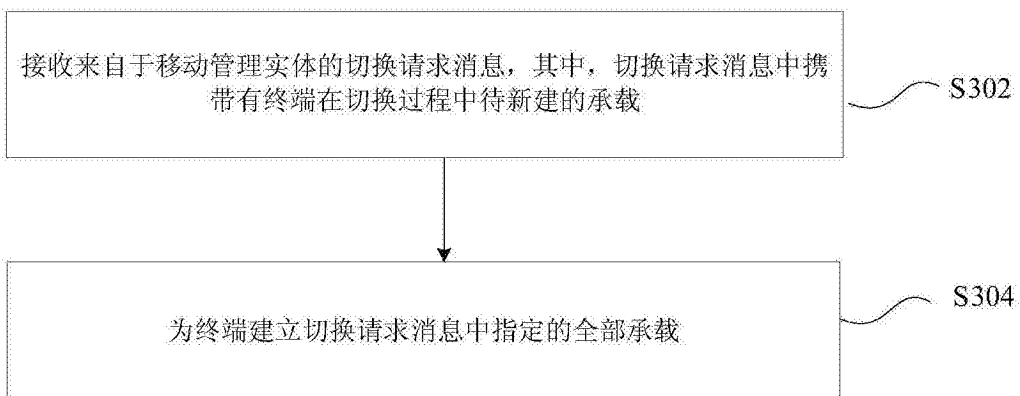 接收来自于移动管理实体的切换请求消息，其中，切换请求消息中携
带有终端在切换过程中待新建的承载
S302
为终端建立切换请求消息中指定的全部承载
S304